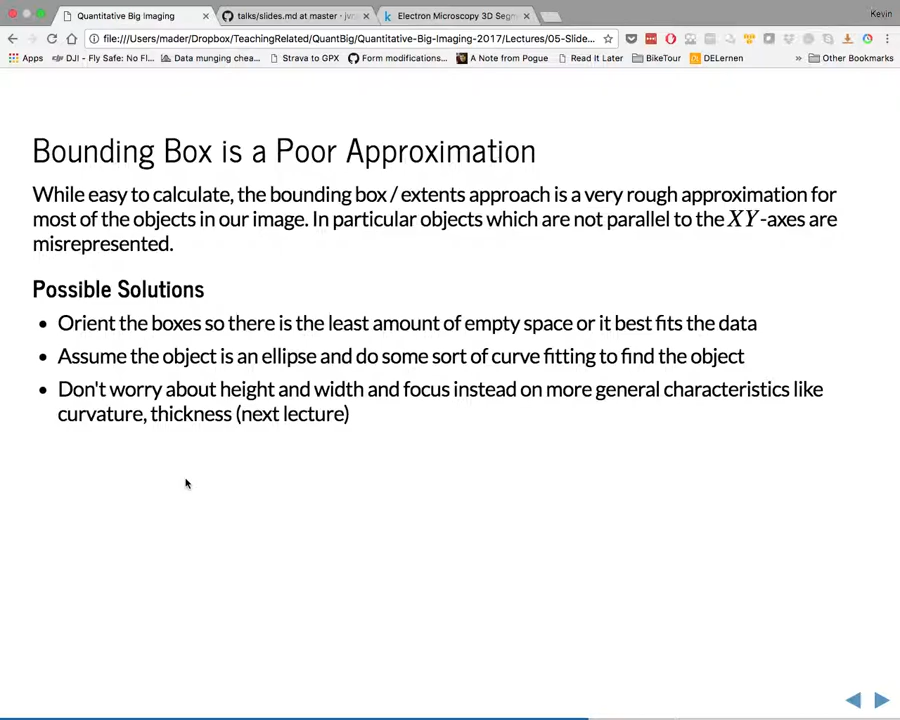 Quantitative Big Imaging
talks/slides.md at master · jvr
Electron Microscopy 3D Segm
Kevin
file:///Users/mader/Dropbox/TeachingRelated/QuantBig/Quantitative-Big-Imaging-2017/Lectures/05-Slide...
Apps
DJI - Fly Safe: No Fl...
Data munging chea...
Strava to GPX
Form modifications...
A Note from Pogue
Read It Later
BikeTour
DELernen
»
Other Bookmarks
Bounding Box is a Poor Approximation
While easy to calculate, the bounding box / extents approach is a very rough approximation for
most of the objects in our image. In particular objects which are not parallel to the XY-axes are
misrepresented.
Possible Solutions
• Orient the boxes so there is the least amount of empty space or it best fits the data
• Assume the object is an ellipse and do some sort of curve fitting to find the object
• Don't worry about height and width and focus instead on more general characteristics like
curvature, thickness (next lecture)